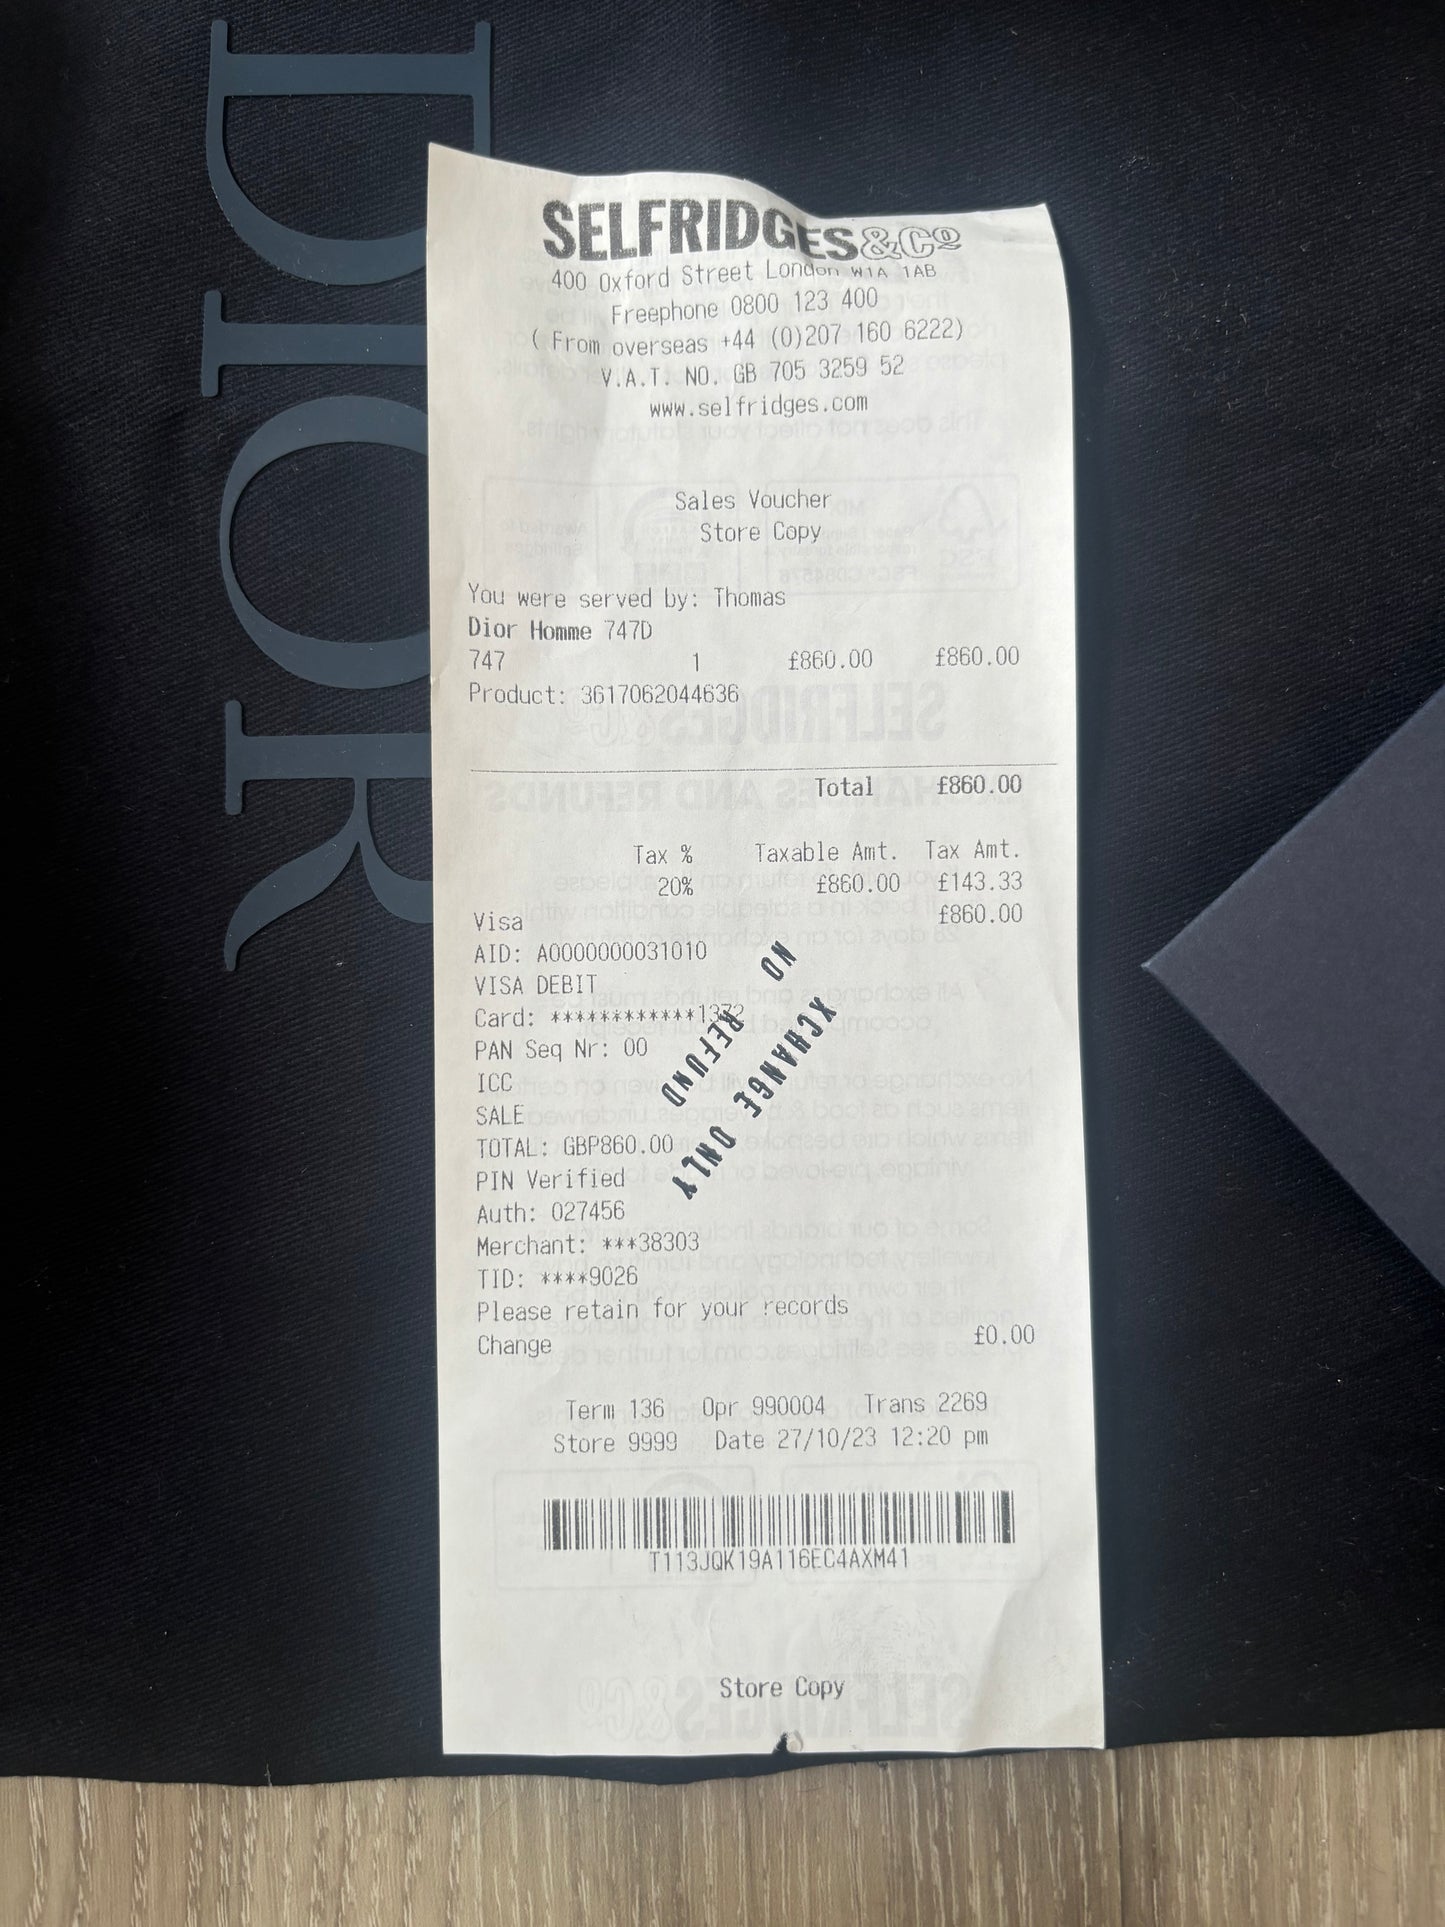 DIOR
SELFRIDGES&Cº
400 Oxford Street London W1A 1AB
Freephone 0800 123 400
( From overseas +44 (0)207 160 6222)
V.A.T. NO. GB 705 3259 52
www.selfridges.com
Sales Voucher
Store Copy
You were served by: Thomas
Dior Homme 747D
747 1 £860.00 £860.00
Product: 3617062044636
Total £860.00
Tax % Taxable Amt. Tax Amt.
20% £860.00 £143.33
Visa £860.00
AID: A0000000031010
VISA DEBIT
Card: ************1372
PAN Seq Nr: 00
ICC
SALE
TOTAL: GBP860.00
PIN Verified
Auth: 027456
Merchant: ***38303
TID: ****9026
Please retain for your records
Change £0.00
NO REFUND
XCHANGE ONLY
Term 136 Opr 990004 Trans 2269
Store 9999 Date 27/10/23 12:20 pm
T113JQK19A116EC4AXM41
Store Copy